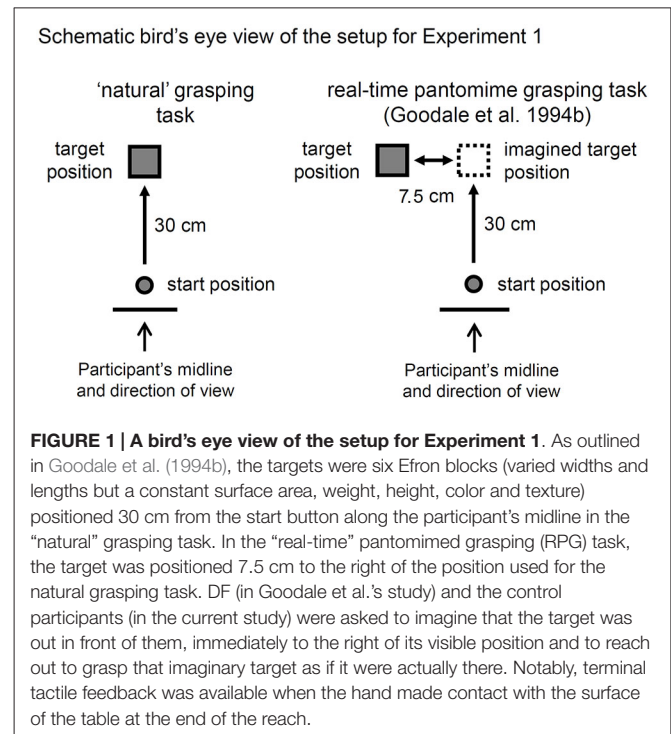 Schematic bird's eye view of the setup for Experiment 1
'natural' grasping
task
target
position
30 cm
start position
Participant's midline
and direction of view
real-time pantomime grasping task
(Goodale et al. 1994b)
target
position
imagined target
position
7.5 cm
30 cm
start position
Participant's midline
and direction of view
FIGURE 1 | A bird's eye view of the setup for Experiment 1. As outlined
in Goodale et al. (1994b), the targets were six Efron blocks (varied widths and
lengths but a constant surface area, weight, height, color and texture)
positioned 30 cm from the start button along the participant's midline in the
"natural" grasping task. In the "real-time" pantomimed grasping (RPG) task,
the target was positioned 7.5 cm to the right of the position used for the
natural grasping task. DF (in Goodale et al.'s study) and the control
participants (in the current study) were asked to imagine that the target was
out in front of them, immediately to the right of its visible position and to reach
out to grasp that imaginary target as if it were actually there. Notably, terminal
tactile feedback was available when the hand made contact with the surface
of the table at the end of the reach.